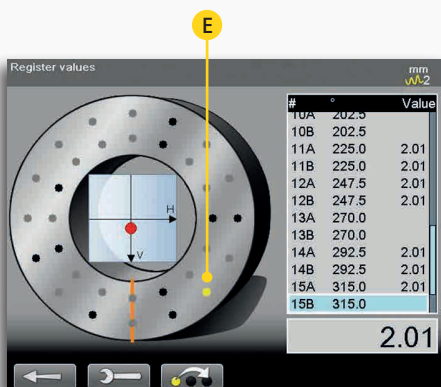 E
Register values
mm
2
# ° Value
10A 202.5
10B 202.5
11A 225.0 2.01
11B 225.0 2.01
12A 247.5 2.01
12B 247.5 2.01
13A 270.0
13B 270.0
14A 292.5 2.01
14B 292.5 2.01
15A 315.0 2.01
15B 315.0
H
V
2.01